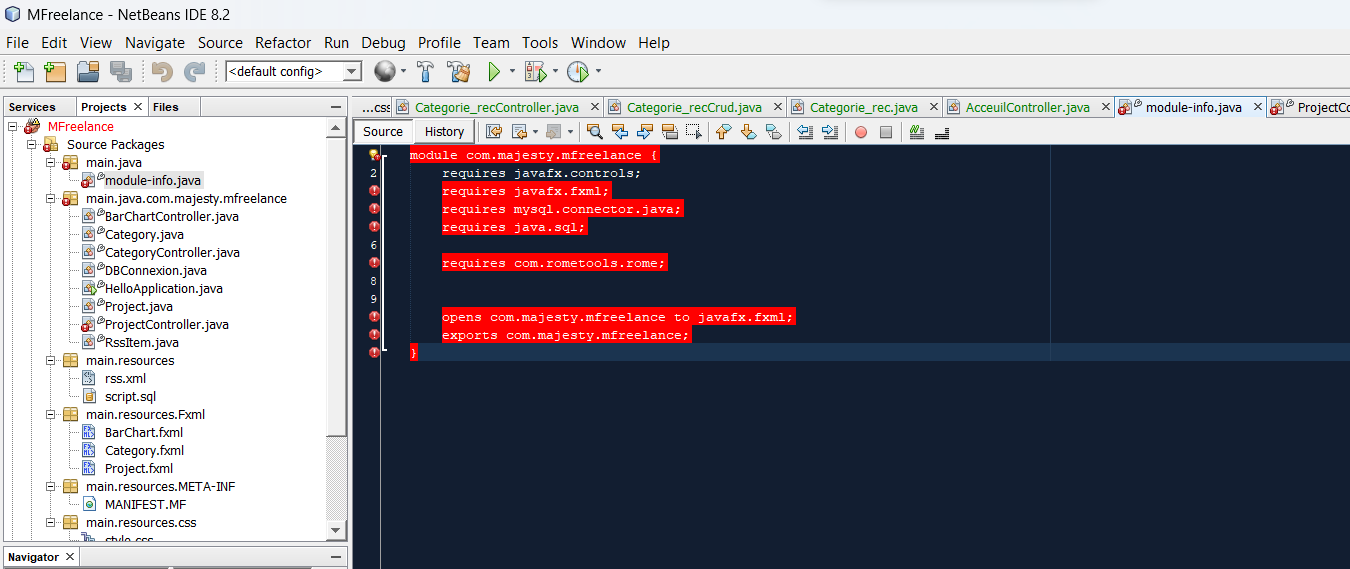 MFreelance - NetBeans IDE 8.2
File Edit View Navigate Source Refactor Run Debug Profile Team Tools Window Help
<default config>
Services Projects Files
...css Categorie_recController.java Categorie_recCrud.java Categorie_rec.java AcceuilController.java module-info.java ProjectCo
Source History
MFreelance
Source Packages
main.java
module-info.java
main.java.com.majesty.mfreelance
BarChartController.java
Category.java
CategoryController.java
DBConnexion.java
HelloApplication.java
Project.java
ProjectController.java
RssItem.java
main.resources
rss.xml
script.sql
main.resources.Fxml
BarChart.fxml
Category.fxml
Project.fxml
main.resources.META-INF
MANIFEST.MF
main.resources.css
style.css
Navigator
module com.majesty.mfreelance {
2 requires javafx.controls;
requires javafx.fxml;
requires mysql.connector.java;
requires java.sql;
6
requires com.rometools.rome;
8
9
opens com.majesty.mfreelance to javafx.fxml;
exports com.majesty.mfreelance;
}